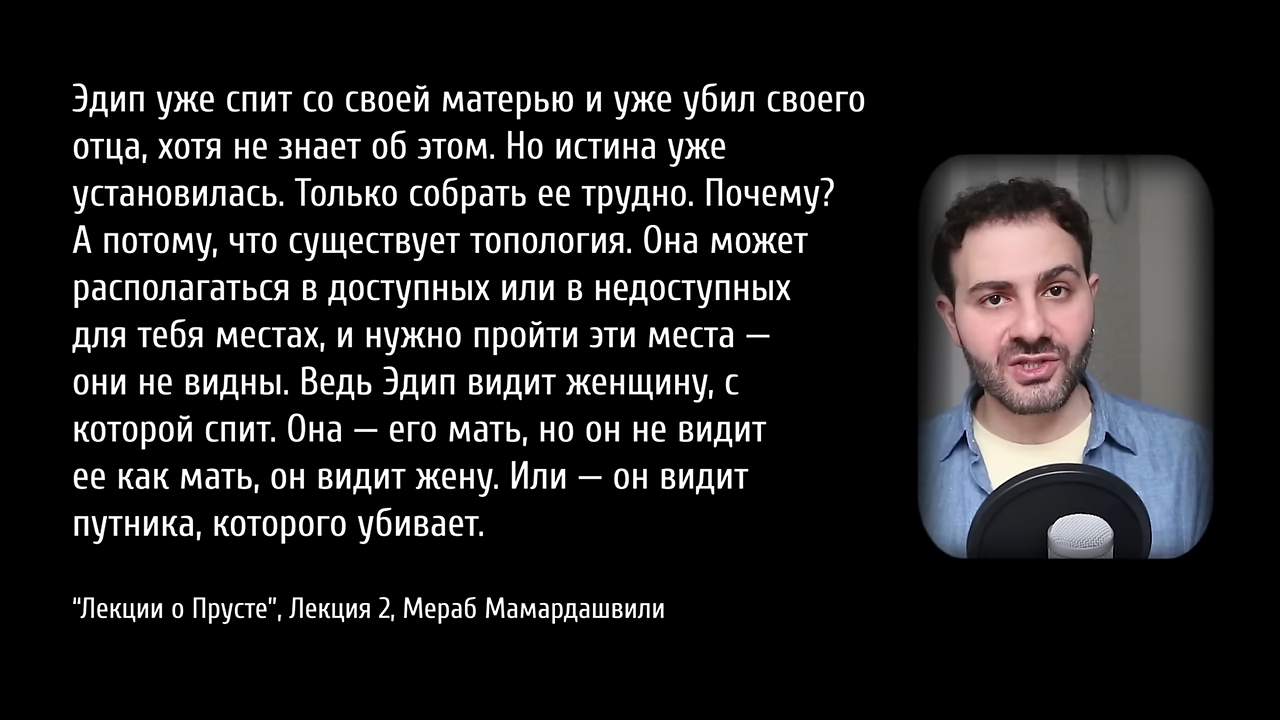 Эдип уже спит со своей матерью и уже убил своего
отца, хотя не знает об этом. Но истина уже
установилась. Только собрать ее трудно. Почему?
А потому, что существует топология. Она может
располагаться в доступных или в недоступных
для тебя местах, и нужно пройти эти места —
они не видны. Ведь Эдип видит женщину, с
которой спит. Она — его мать, но он не видит
ее как мать, он видит жену. Или — он видит
путника, которого убивает.
“Лекции о Прусте”, Лекция 2, Мераб Мамардашвили